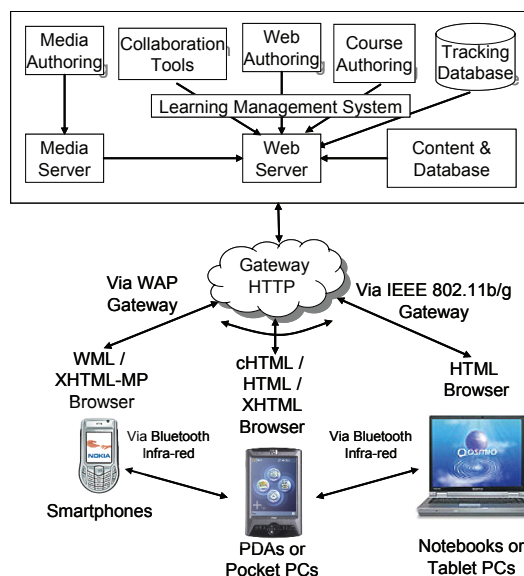 Media
Authoring
Collaboration
Tools
Web
Authoring
Course
Authoring
Tracking
Database
Learning Management System
Media
Server
Web
Server
Content &
Database
Gateway
HTTP
Via WAP
Gateway
Via IEEE 802.11b/g
Gateway
WML /
XHTML-MP
Browser
cHTML /
HTML /
XHTML
Browser
HTML
Browser
NOKIA
Via Bluetooth
Infra-red
Via Bluetooth
Infra-red
QOSMIO
Smartphones
PDAs or
Pocket PCs
Notebooks or
Tablet PCs